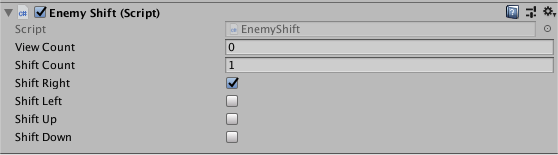 Enemy Shift (Script)
Script EnemyShift
View Count 0
Shift Count 1
Shift Right
Shift Left
Shift Up
Shift Down